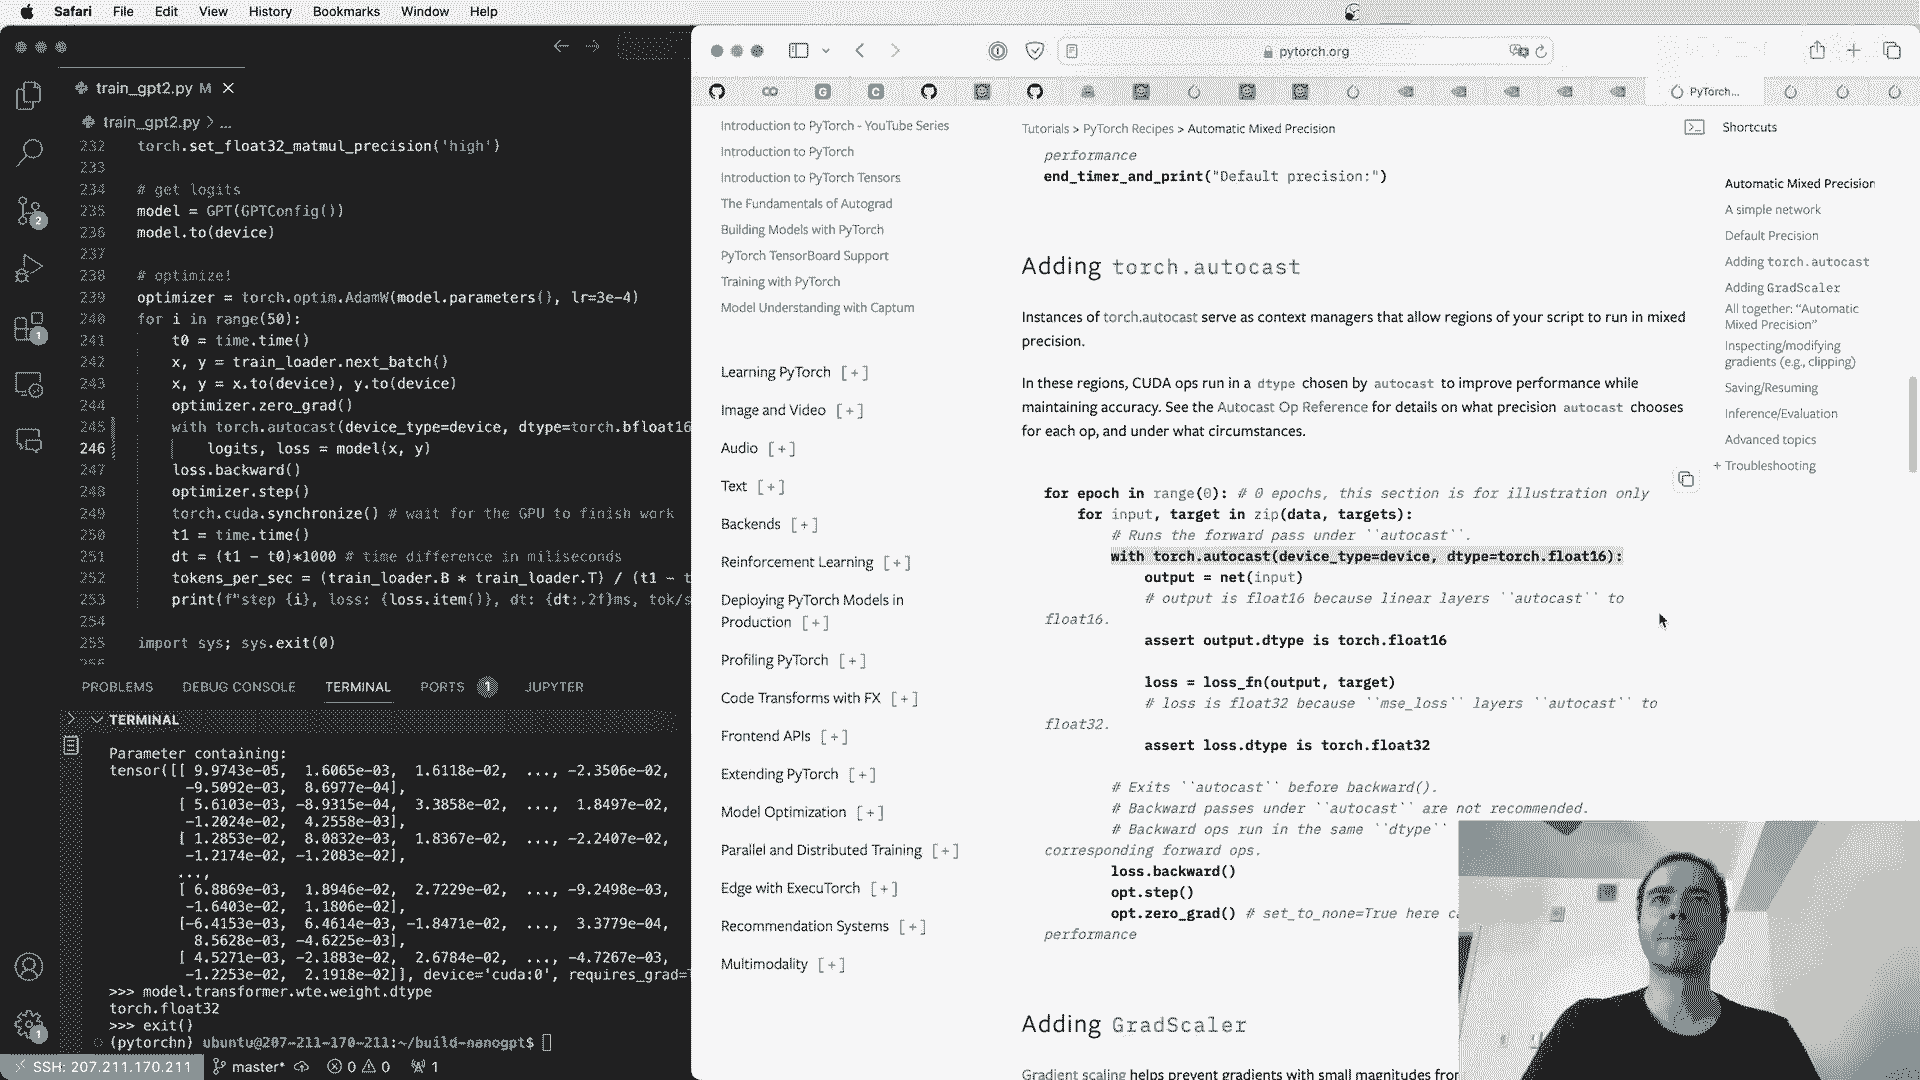 Safari File Edit View History Bookmarks Window Help
train_gpt2.py M
train_gpt2.py > ...
232 torch.set_float32_matmul_precision('high')
233
234 # get logits
235 model = GPT(GPTConfig())
236 model.to(device)
237
238 # optimize!
239 optimizer = torch.optim.AdamW(model.parameters(), lr=3e-4)
240 for i in range(50):
241 t0 = time.time()
242 x, y = train_loader.next_batch()
243 x, y = x.to(device), y.to(device)
244 optimizer.zero_grad()
245 with torch.autocast(device_type=device, dtype=torch.bfloat16
246 logits, loss = model(x, y)
247 loss.backward()
248 optimizer.step()
249 torch.cuda.synchronize() # wait for the GPU to finish work
250 t1 = time.time()
251 dt = (t1 - t0)*1000 # time difference in miliseconds
252 tokens_per_sec = (train_loader.B * train_loader.T) / (t1 - t
253 print(f"step {i}, loss: {loss.item()}, dt: {dt:.2f}ms, tok/s
254
255 import sys; sys.exit(0)
2
1
PROBLEMS DEBUG CONSOLE TERMINAL PORTS 1 JUPYTER
TERMINAL
Parameter containing:
tensor([[ 9.9743e-05, 1.6065e-03, 1.6118e-02, ..., -2.3506e-02,
-9.5092e-03, 8.6977e-04],
[ 5.6103e-04, -8.9315e-04, 3.3858e-02, ..., 1.8497e-02,
-1.2024e-02, 4.2558e-03],
[ 1.2853e-02, 8.0832e-03, 1.8367e-02, ..., -2.2407e-02,
-1.2174e-02, -1.2083e-02],
...,
[ 6.8869e-03, 1.8946e-02, 2.7229e-02, ..., -9.2498e-03,
-1.6403e-02, 1.1806e-02],
[-6.4153e-03, 6.4614e-03, -1.8471e-02, ..., 3.3779e-04,
8.5628e-03, -4.6225e-03],
[ 4.5271e-03, -2.1883e-02, 2.6784e-02, ..., -4.7267e-03,
-1.2253e-02, 2.1918e-02]], device='cuda:0', requires_grad=
>>> model.transformer.wte.weight.dtype
torch.float32
>>> exit()
(pytorchn) ubuntu@207-211-170-211:~/build-nanogpt$
1
SSH: 207.211.170.211 master* 0 0 1
pytorch.org
PyTorch...
Introduction to PyTorch - YouTube Series
Introduction to PyTorch
Introduction to PyTorch Tensors
The Fundamentals of Autograd
Building Models with PyTorch
PyTorch TensorBoard Support
Training with PyTorch
Model Understanding with Captum
Learning PyTorch [ + ]
Image and Video [ + ]
Audio [ + ]
Text [ + ]
Backends [ + ]
Reinforcement Learning [ + ]
Deploying PyTorch Models in
Production [ + ]
Profiling PyTorch [ + ]
Code Transforms with FX [ + ]
Frontend APIs [ + ]
Extending PyTorch [ + ]
Model Optimization [ + ]
Parallel and Distributed Training [ + ]
Edge with ExecuTorch [ + ]
Recommendation Systems [ + ]
Multimodality [ + ]
Tutorials > PyTorch Recipes > Automatic Mixed Precision
performance
end_timer_and_print("Default precision:")
Adding torch.autocast
Instances of torch.autocast serve as context managers that allow regions of your script to run in mixed
precision.
In these regions, CUDA ops run in a dtype chosen by autocast to improve performance while
maintaining accuracy. See the Autocast Op Reference for details on what precision autocast chooses
for each op, and under what circumstances.
for epoch in range(0): # 0 epochs, this section is for illustration only
for input, target in zip(data, targets):
# Runs the forward pass under ``autocast``.
with torch.autocast(device_type=device, dtype=torch.float16):
output = net(input)
# output is float16 because linear layers ``autocast`` to
float16.
assert output.dtype is torch.float16
loss = loss_fn(output, target)
# loss is float32 because ``mse_loss`` layers ``autocast`` to
float32.
assert loss.dtype is torch.float32
# Exits ``autocast`` before backward().
# Backward passes under ``autocast`` are not recommended.
# Backward ops run in the same ``dtype``
corresponding forward ops.
loss.backward()
opt.step()
opt.zero_grad() # set_to_none=True here
performance
Adding GradScaler
Gradient scaling helps prevent gradients with small magnitudes from
Shortcuts
Automatic Mixed Precision
A simple network
Default Precision
Adding torch.autocast
Adding GradScaler
All together: “Automatic
Mixed Precision”
Inspecting/modifying
gradients (e.g., clipping)
Saving/Resuming
Inference/Evaluation
Advanced topics
+ Troubleshooting